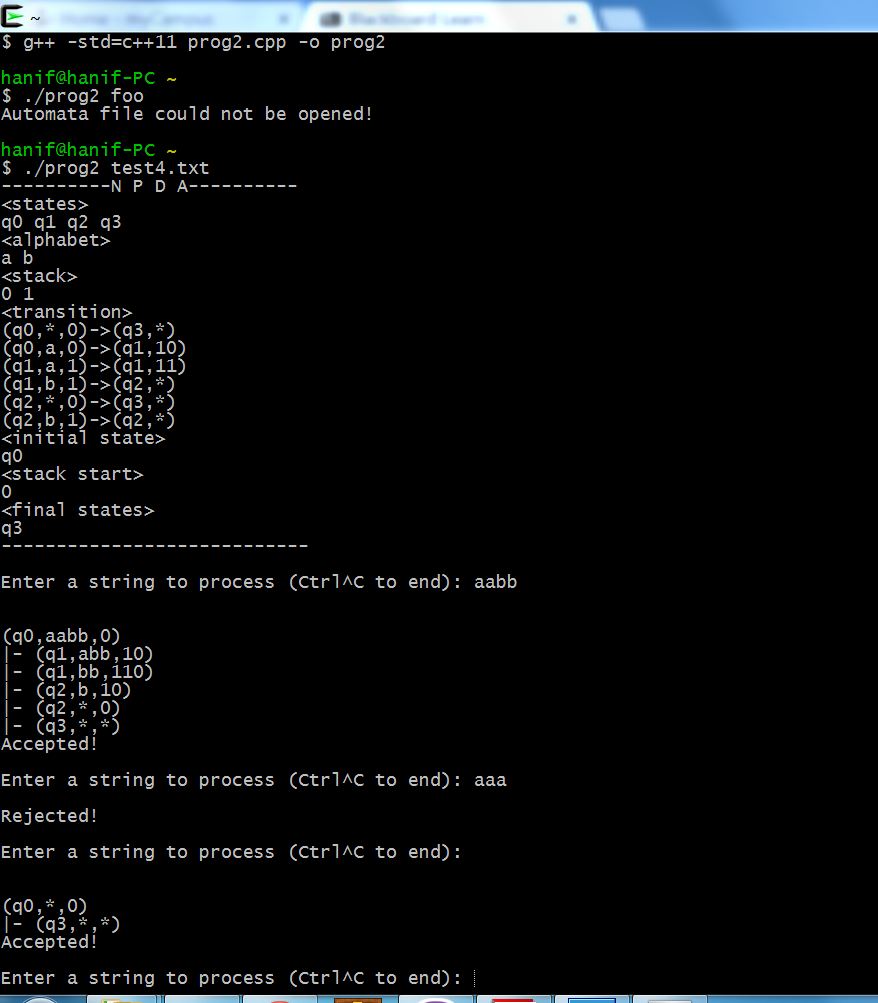 ~
$ g++ -std=c++11 prog2.cpp -o prog2
hanif@hanif-PC ~
$ ./prog2 foo
Automata file could not be opened!
hanif@hanif-PC ~
$ ./prog2 test4.txt
----------N P D A----------
<states>
q0 q1 q2 q3
<alphabet>
a b
<stack>
0 1
<transition>
(q0,*,0)->(q3,*)
(q0,a,0)->(q1,10)
(q1,a,1)->(q1,11)
(q1,b,1)->(q2,*)
(q2,*,0)->(q3,*)
(q2,b,1)->(q2,*)
<initial state>
q0
<stack start>
0
<final states>
q3
----------------------------
Enter a string to process (Ctrl^C to end): aabb
(q0,aabb,0)
|- (q1,abb,10)
|- (q1,bb,110)
|- (q2,b,10)
|- (q2,*,0)
|- (q3,*,*)
Accepted!
Enter a string to process (Ctrl^C to end): aaa
Rejected!
Enter a string to process (Ctrl^C to end):
(q0,*,0)
|- (q3,*,*)
Accepted!
Enter a string to process (Ctrl^C to end):